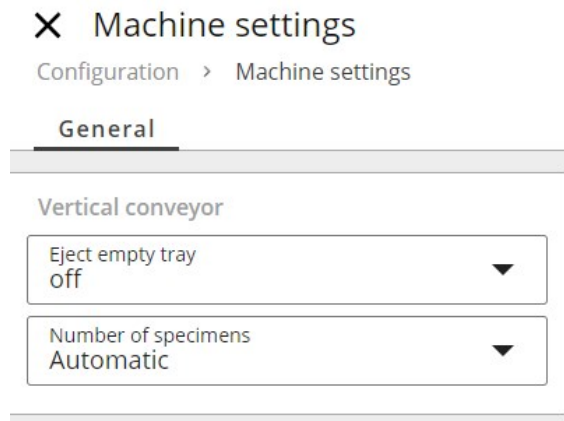 Machine settings
Configuration > Machine settings
General
Vertical conveyor
Eject empty tray
off
Number of specimens
Automatic